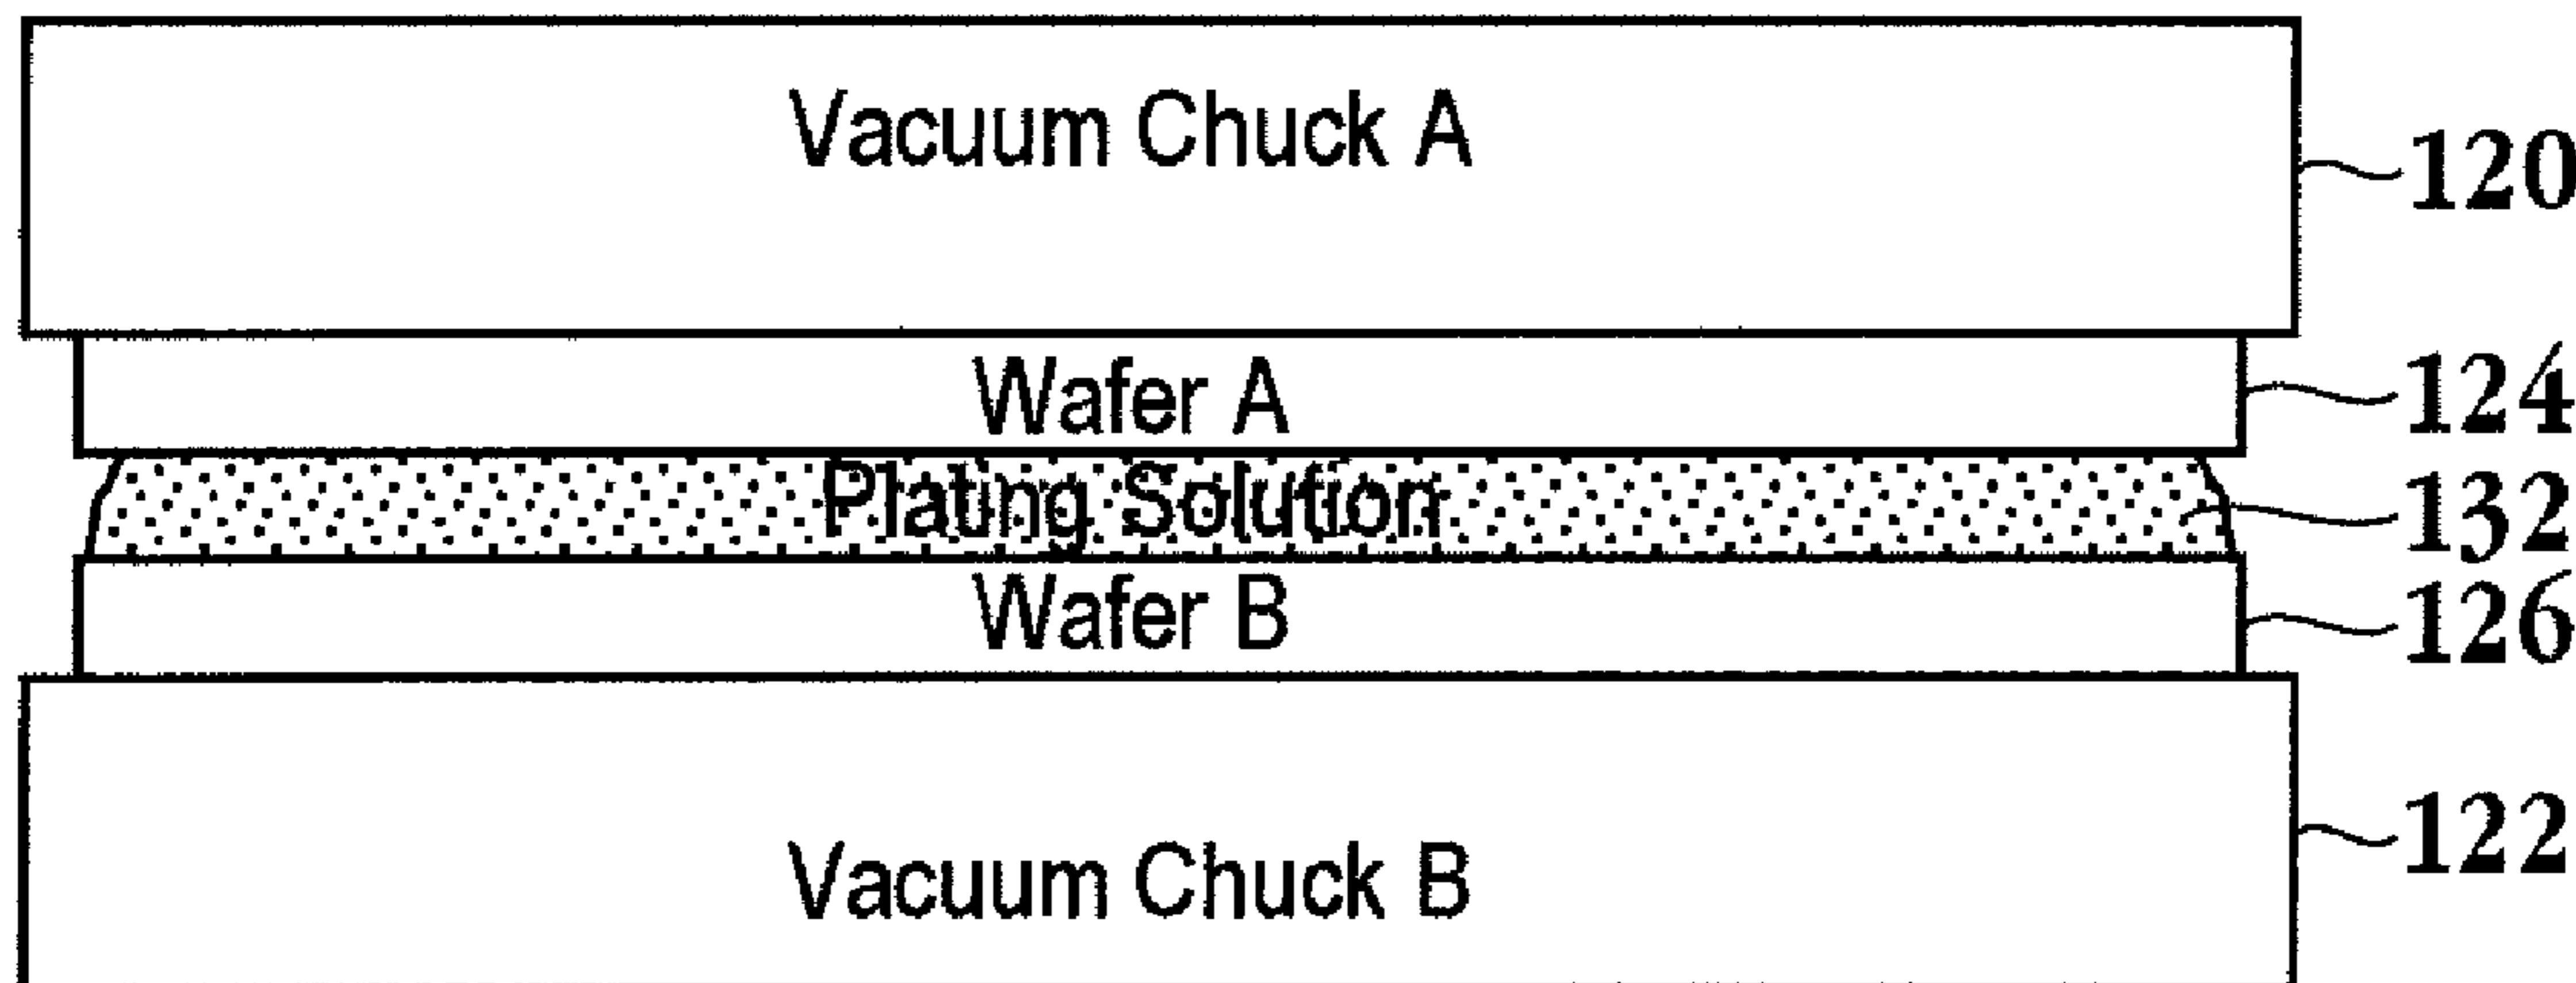 Vacuum Chuck A
120
Wafer A
124
Plating Solution
132
Wafer B
126
Vacuum Chuck B
122